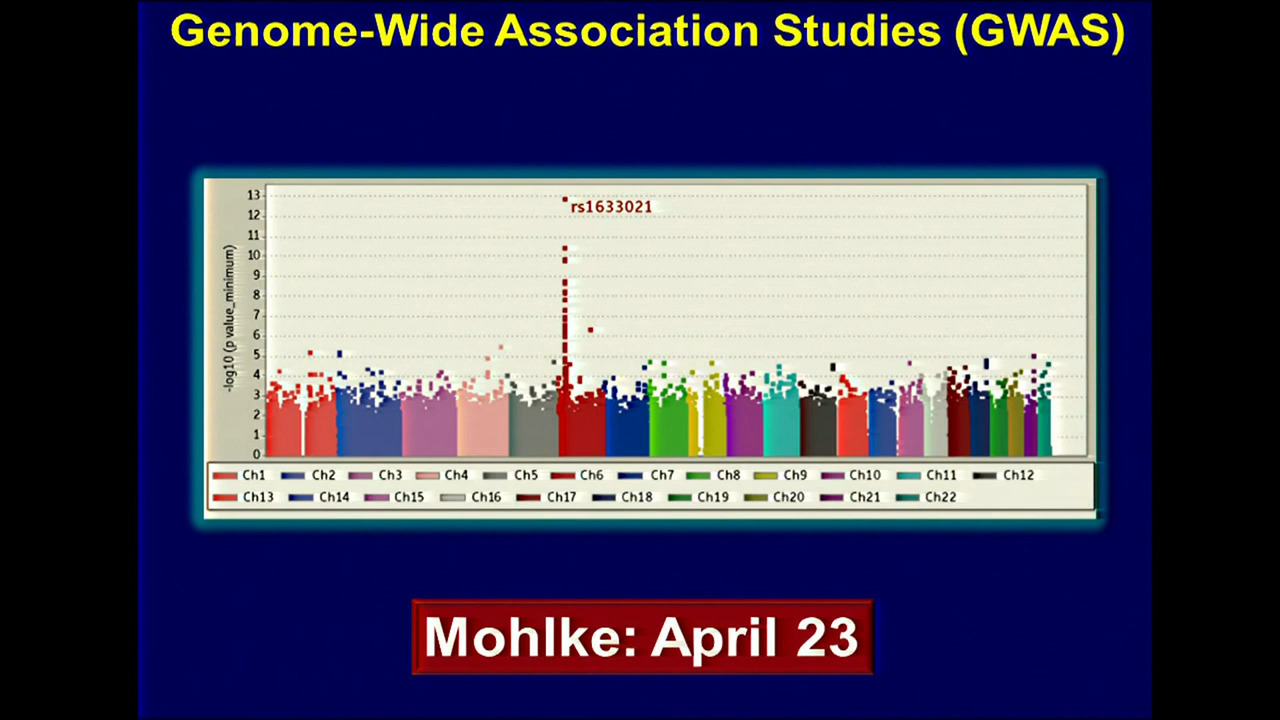 Genome-Wide Association Studies (GWAS)
13
rs1633021
12
11
10
9
8
7
6
5
4
3
2
1
0
-log10 (p value_minimum)
Ch1 Ch2 Ch3 Ch4 Ch5 Ch6 Ch7 Ch8 Ch9 Ch10 Ch11 Ch12
Ch13 Ch14 Ch15 Ch16 Ch17 Ch18 Ch19 Ch20 Ch21 Ch22
Mohlke: April 23